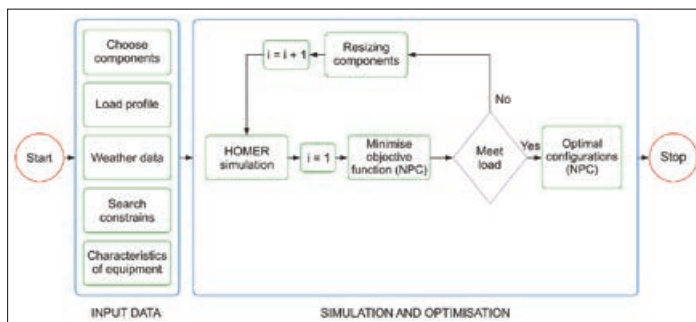 Start
Choose
components
Load profile
Weather data
Search
constrains
Characteristics
of equipment
INPUT DATA
i = i + 1
Resizing
components
No
HOMER
simulation
i = 1
Minimise
objective
function (NPC)
Meet
load
Yes
Optimal
configurations
(NPC)
SIMULATION AND OPTIMISATION
Stop